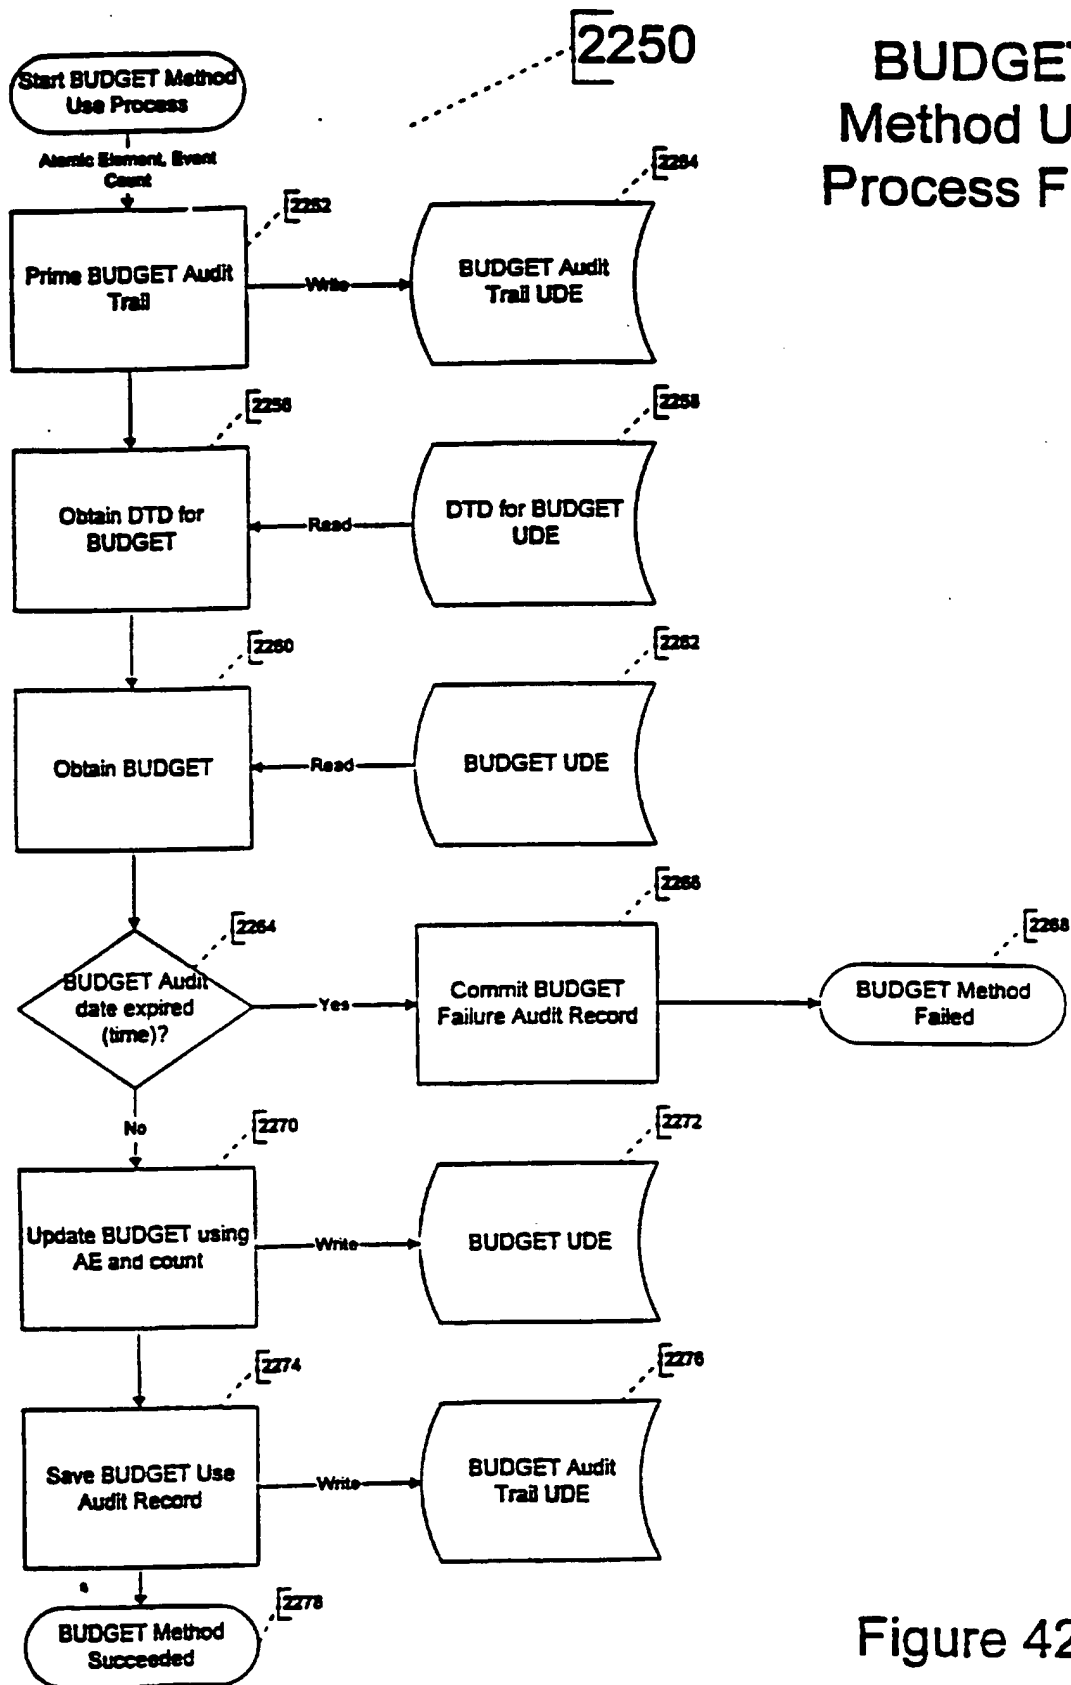 2250
BUDGET
Method U
Process F
Start BUDGET Method
Use Process
Atomic Element, Event
Count
2252
2254
Prime BUDGET Audit
Trail
Write
BUDGET Audit
Trail UDE
2256
2258
Obtain DTD for
BUDGET
Read
DTD for BUDGET
UDE
2260
2262
Obtain BUDGET
Read
BUDGET UDE
2264
2266
2268
BUDGET Audit
date expired
(time)?
Yes
Commit BUDGET
Failure Audit Record
BUDGET Method
Failed
No
2270
2272
Update BUDGET using
AE and count
Write
BUDGET UDE
2274
2276
Save BUDGET Use
Audit Record
Write
BUDGET Audit
Trail UDE
2278
BUDGET Method
Succeeded
Figure 42